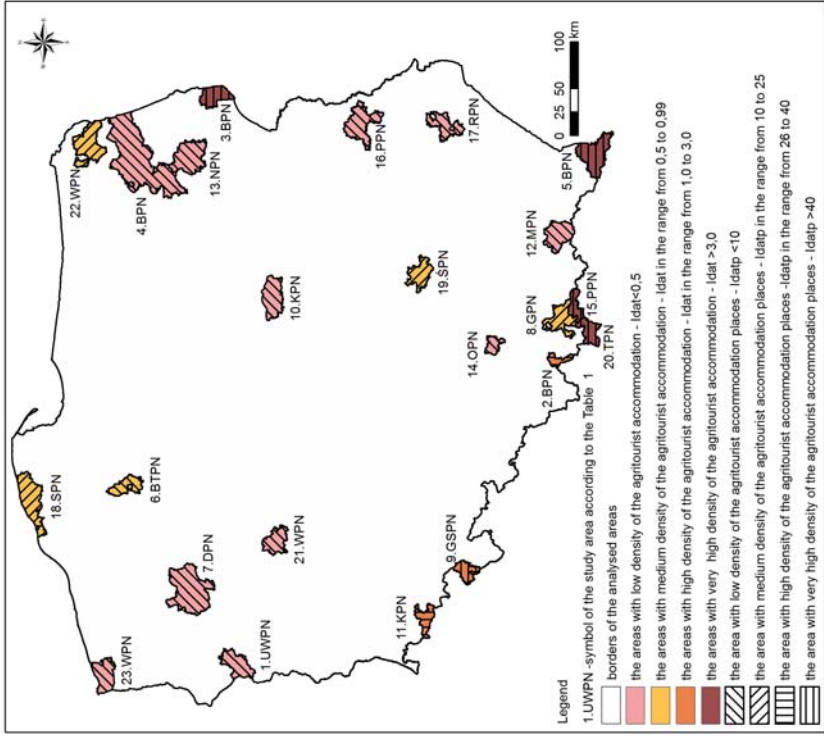 18.SPN
22.WPN
23.WPN
6.BTPN
4.BPN
7.DPN
13.NPN
3.BPN
1.UWPN
21.WPN
10.KPN
16.PPN
11.KPN
9.GSPN
19.SPN
17.RPN
14.OPN
12.MPN
8.GPN
2.BPN
15.PPN
20.TPN
5.BPN
0 25 50 100
km
Legend
1.UWPN -symbol of the study area according to the Table 1
borders of the analysed areas
the areas with low density of the agritourist accommodation - Idat<0,5
the areas with medium density of the agritourist accommodation - Idat in the range from 0,5 to 0,99
the areas with high density of the agritourist accommodation - Idat in the range from 1,0 to 3,0
the areas with very high density of the agritourist accommodation - Idat >3,0
the area with low density of the agritourist accommodation places - Idatp <10
the area with medium density of the agritourist accommodation places - Idatp in the range from 10 to 25
the area with high density of the agritourist accommodation places -Idatp in the range from 26 to 40
the area with very high density of the agritourist accommodation places - Idatp >40